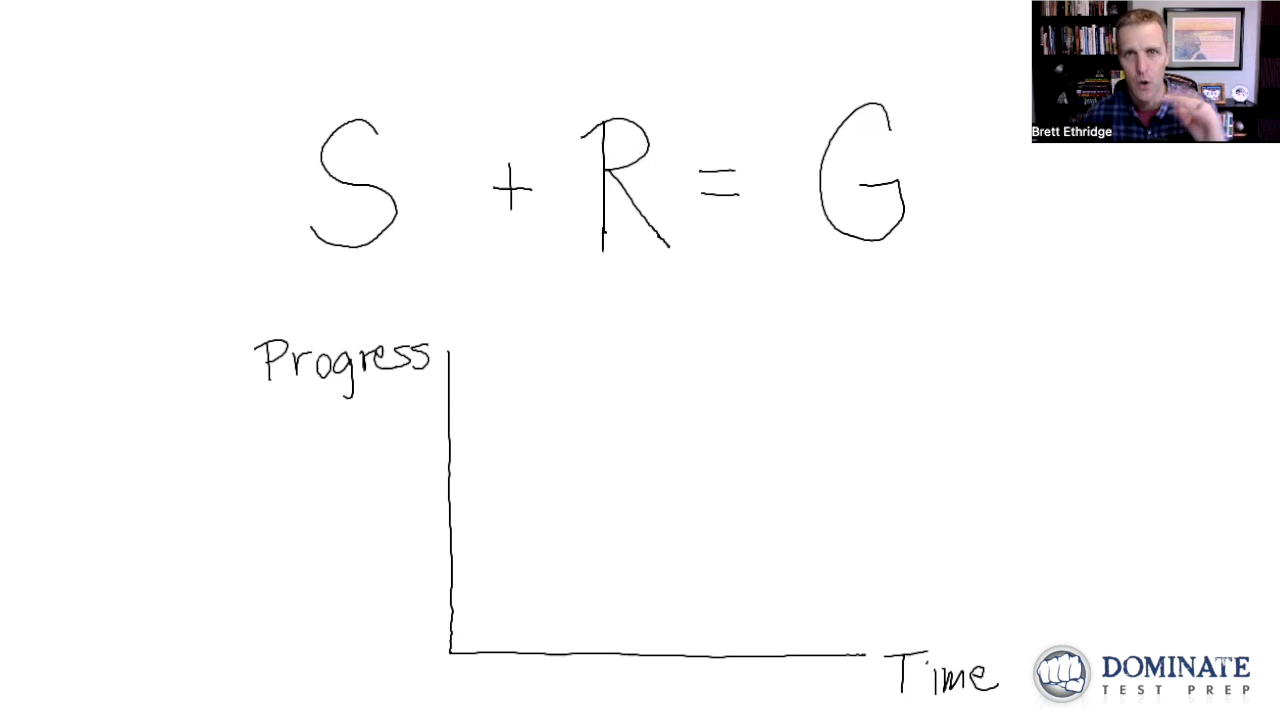 Brett Ethridge
S + R = G
Progress
Time
DOMINATE
TEST PREP